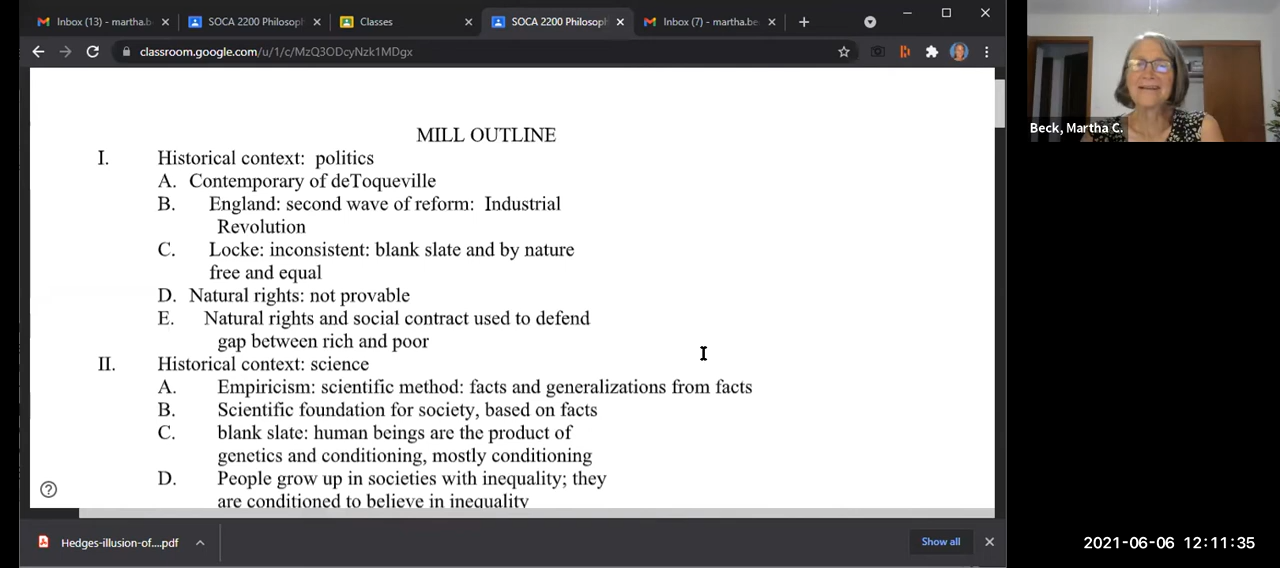 Inbox (13) - martha.b
SOCA 2200 Philosoph
Classes
SOCA 2200 Philosoph
Inbox (7) - martha.be
classroom.google.com/u/1/c/MzQ3ODcyNzk1MDgx
MILL OUTLINE
I. Historical context: politics
A. Contemporary of deToqueville
B. England: second wave of reform: Industrial
Revolution
C. Locke: inconsistent: blank slate and by nature
free and equal
D. Natural rights: not provable
E. Natural rights and social contract used to defend
gap between rich and poor
II. Historical context: science
A. Empiricism: scientific method: facts and generalizations from facts
B. Scientific foundation for society, based on facts
C. blank slate: human beings are the product of
genetics and conditioning, mostly conditioning
D. People grow up in societies with inequality; they
are conditioned to believe in inequality
Hedges-illusion-of....pdf
Show all
Beck, Martha C.
2021-06-06 12:11:35